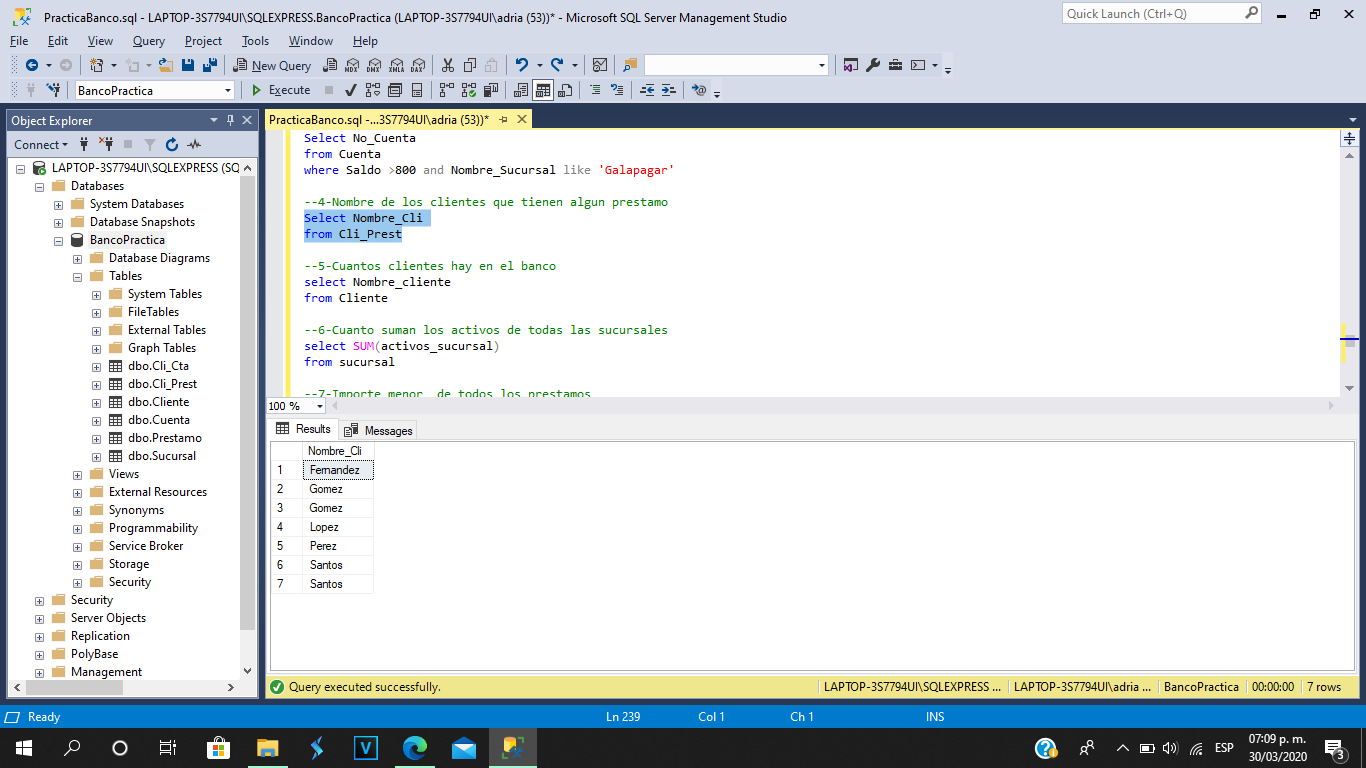 PracticaBanco.sql - LAPTOP-3S7794UI\SQLEXPRESS.BancoPractica (LAPTOP-3S7794UI\adria (53))* - Microsoft SQL Server Management Studio
Quick Launch (Ctrl+Q)
File Edit View Query Project Tools Window Help
New Query MDX DMX XMLA DAX
BancoPractica Execute
Object Explorer
Connect
LAPTOP-3S7794UI\SQLEXPRESS (SQ
Databases
System Databases
Database Snapshots
BancoPractica
Database Diagrams
Tables
System Tables
FileTables
External Tables
Graph Tables
dbo.Cli_Cta
dbo.Cli_Prest
dbo.Cliente
dbo.Cuenta
dbo.Prestamo
dbo.Sucursal
Views
External Resources
Synonyms
Programmability
Service Broker
Storage
Security
Security
Server Objects
Replication
PolyBase
Management
PracticaBanco.sql -...3S7794UI\adria (53))*
Select No_Cuenta
from Cuenta
where Saldo >800 and Nombre_Sucursal like 'Galapagar'
--4-Nombre de los clientes que tienen algun prestamo
Select Nombre_Cli
from Cli_Prest
--5-Cuantos clientes hay en el banco
select Nombre_cliente
from Cliente
--6-Cuanto suman los activos de todas las sucursales
select SUM(activos_sucursal)
from sucursal
--7-Importe menor de todos los prestamos
100 %
Results Messages
Nombre_Cli
1 Fernandez
2 Gomez
3 Gomez
4 Lopez
5 Perez
6 Santos
7 Santos
Query executed successfully. LAPTOP-3S7794UI\SQLEXPRESS ... LAPTOP-3S7794UI\adria ... BancoPractica 00:00:00 7 rows
Ready Ln 239 Col 1 Ch 1 INS
V ESP 07:09 p. m.
30/03/2020 3